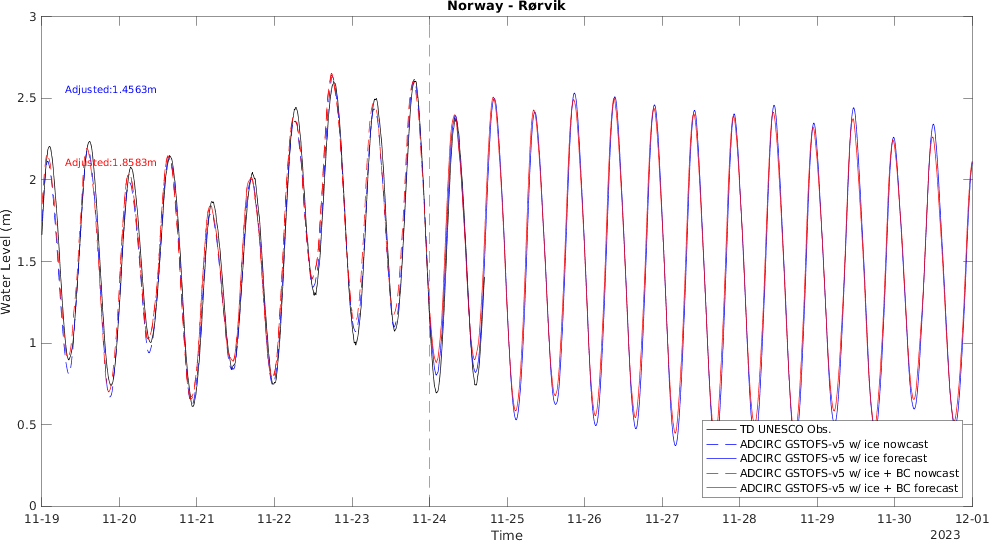 Norway - Rørvik
3
2.5
2
1.5
1
0.5
0
Water Level (m)
Adjusted:1.4563m
Adjusted:1.8583m
TD UNESCO Obs.
ADCIRC GSTOFS-v5 w/ ice nowcast
ADCIRC GSTOFS-v5 w/ ice forecast
ADCIRC GSTOFS-v5 w/ ice + BC nowcast
ADCIRC GSTOFS-v5 w/ ice + BC forecast
11-19 11-20 11-21 11-22 11-23 11-24 11-25 11-26 11-27 11-28 11-29 11-30 12-01
Time
2023